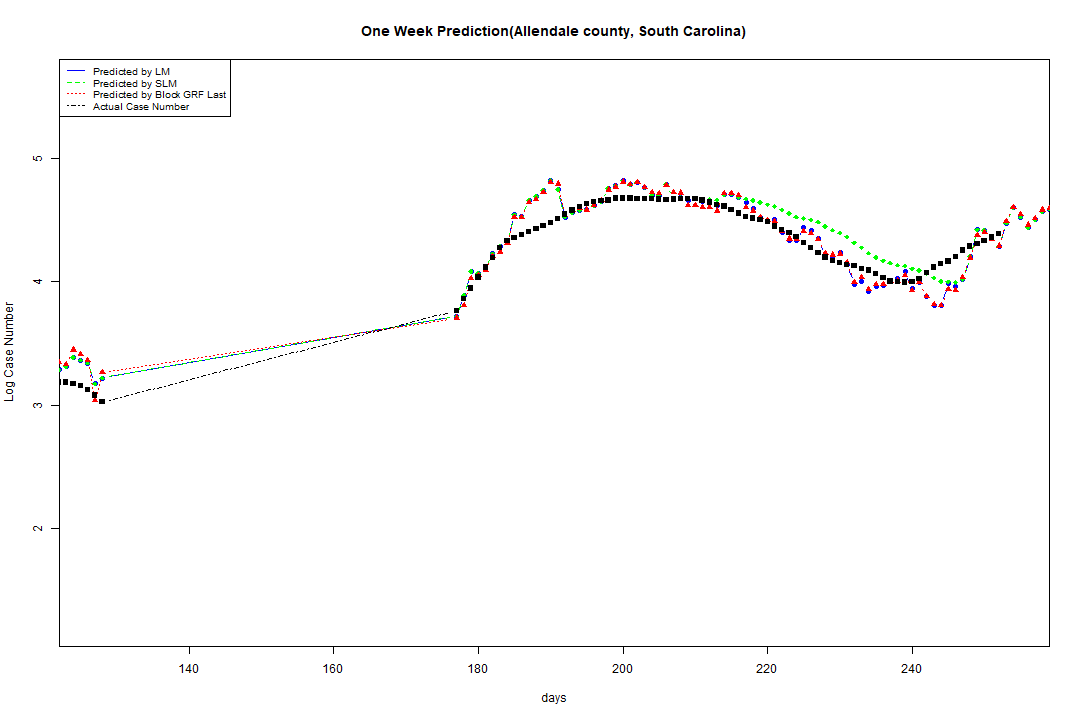 One Week Prediction(Allendale county, South Carolina)
Predicted by LM
Predicted by SLM
Predicted by Block GRF Last
Actual Case Number
5
4
3
2
Log Case Number
140 160 180 200 220 240
days